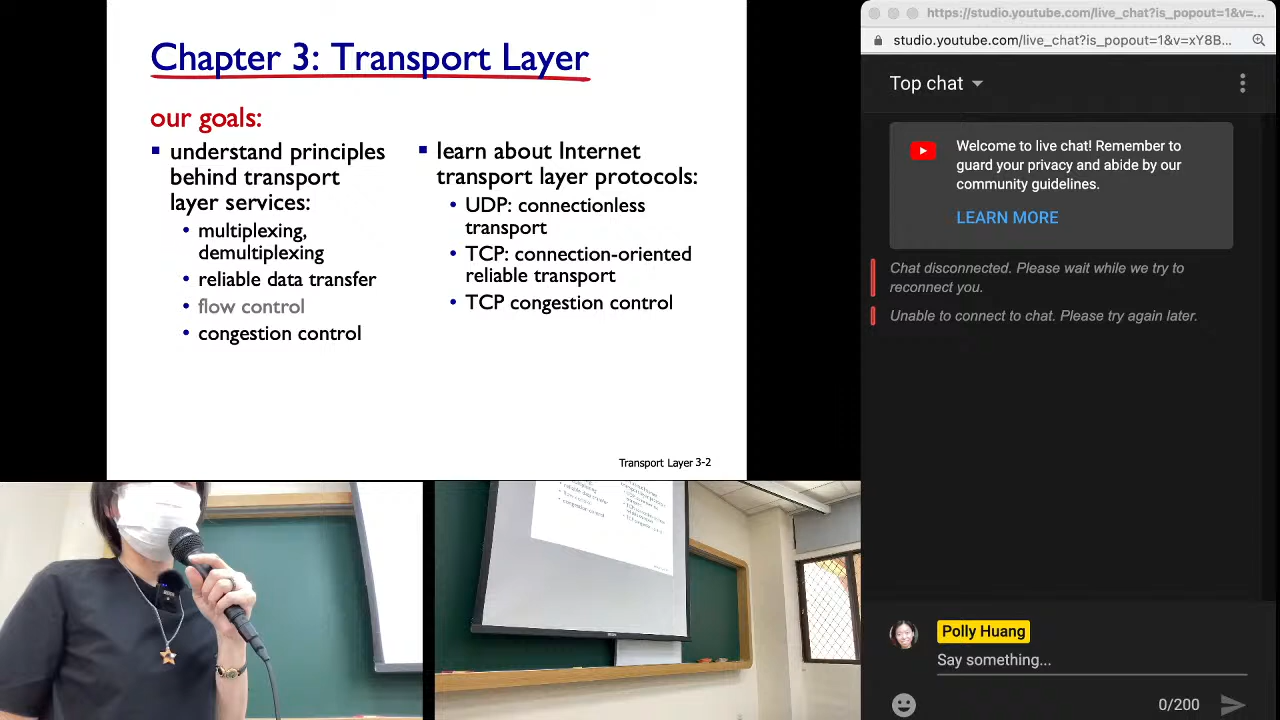 Chapter 3: Transport Layer
our goals:
understand principles
behind transport
layer services:
• multiplexing,
demultiplexing
• reliable data transfer
• flow control
• congestion control
learn about Internet
transport layer protocols:
• UDP: connectionless
transport
• TCP: connection-oriented
reliable transport
• TCP congestion control
Transport Layer 3-2
https://studio.youtube.com/live_chat?is_popout=1&v=...
studio.youtube.com/live_chat?is_popout=1&v=xY8B...
Top chat
Welcome to live chat! Remember to
guard your privacy and abide by our
community guidelines.
LEARN MORE
Chat disconnected. Please wait while we try to
reconnect you.
Unable to connect to chat. Please try again later.
Polly Huang
Say something...
0/200
congestion control